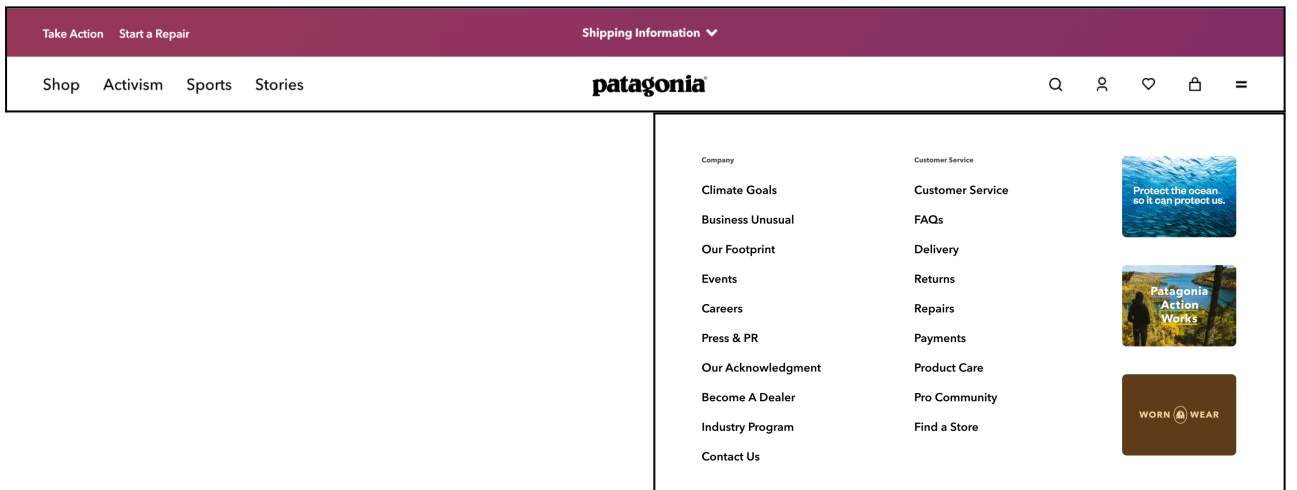 Take Action Start a Repair Shipping Information
Shop Activism Sports Stories patagonia
Company
Climate Goals
Business Unusual
Our Footprint
Events
Careers
Press & PR
Our Acknowledgment
Become A Dealer
Industry Program
Contact Us
Customer Service
Customer Service
FAQs
Delivery
Returns
Repairs
Payments
Product Care
Pro Community
Find a Store
Protect the ocean
so it can protect us.
Patagonia
Action
Works
WORN WEAR